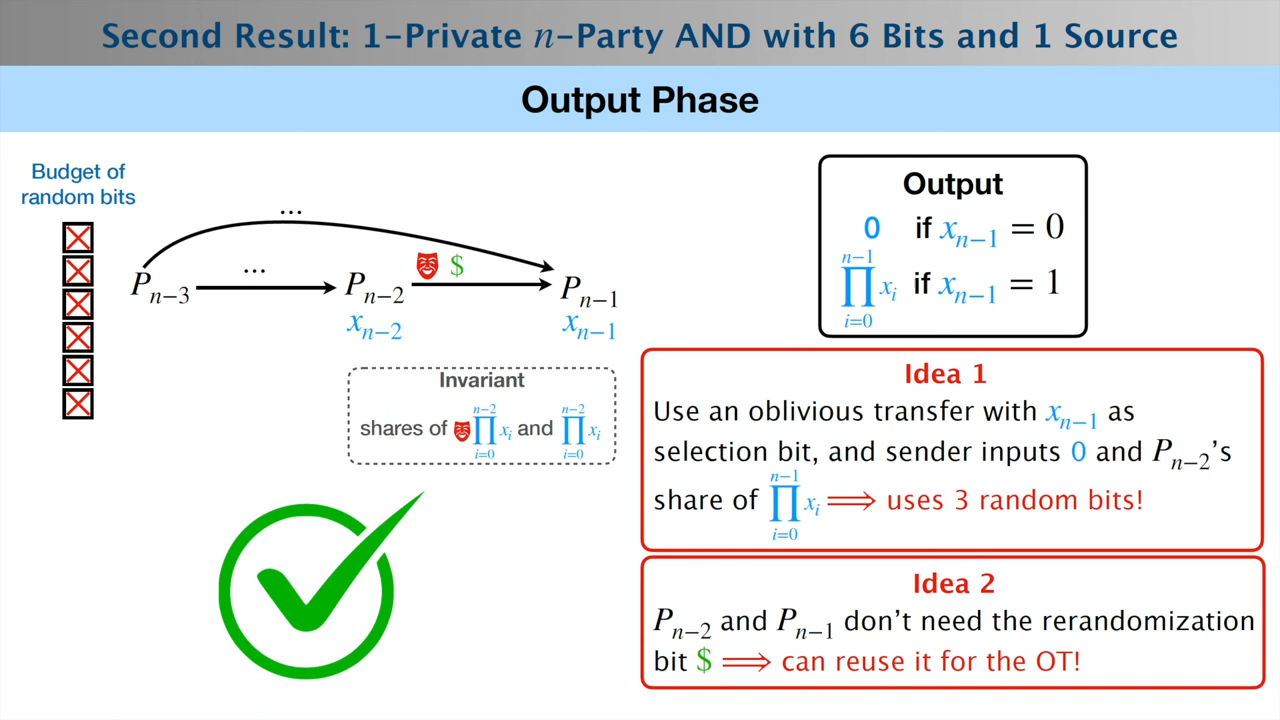 Second Result: 1-Private n-Party AND with 6 Bits and 1 Source
Output Phase
Budget of
random bits
...
...
$
P_{n-3}
P_{n-2}
P_{n-1}
x_{n-2}
x_{n-1}
Invariant
shares of ∏_{i=0}^{n-2} x_i and ∏_{i=0}^{n-2} x_i
Output
0 if x_{n-1} = 0
∏_{i=0}^{n-1} x_i if x_{n-1} = 1
Idea 1
Use an oblivious transfer with x_{n-1} as
selection bit, and sender inputs 0 and P_{n-2}'s
share of ∏_{i=0}^{n-1} x_i ⟹ uses 3 random bits!
Idea 2
P_{n-2} and P_{n-1} don't need the rerandomization
bit $ ⟹ can reuse it for the OT!